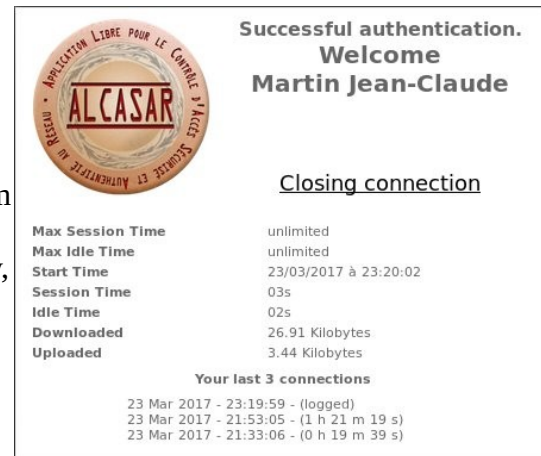 APPLICATION LIBRE POUR LE CONTRÔLE D'ACCÈS SÉCURISÉ ET AUTHENTIFIÉ AU RÉSEAU
ALCASAR
Successful authentication.
Welcome
Martin Jean-Claude
Closing connection
Max Session Time unlimited
Max Idle Time unlimited
Start Time 23/03/2017 à 23:20:02
Session Time 03s
Idle Time 02s
Downloaded 26.91 Kilobytes
Uploaded 3.44 Kilobytes
Your last 3 connections
23 Mar 2017 - 23:19:59 - (logged)
23 Mar 2017 - 21:53:05 - (1 h 21 m 19 s)
23 Mar 2017 - 21:33:06 - (0 h 19 m 39 s)